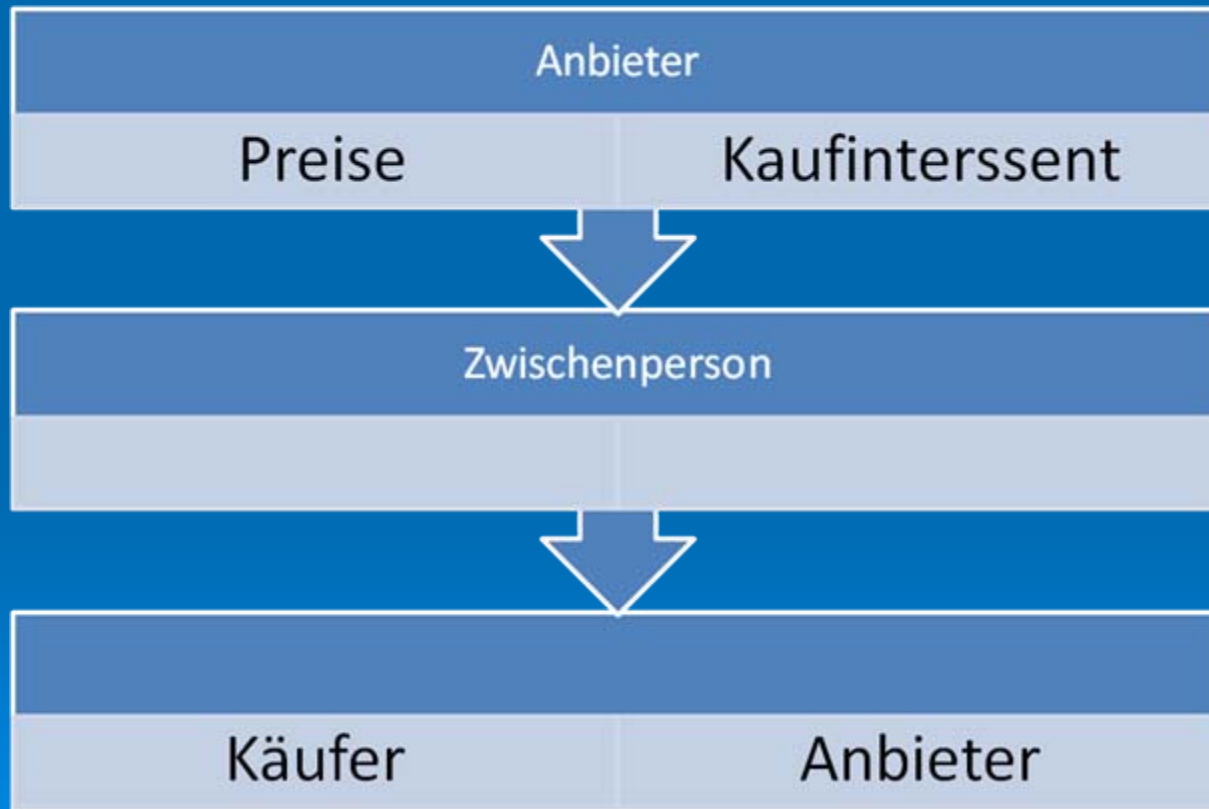 Anbieter
Preise Kaufinterssent
Zwischenperson
Käufer Anbieter